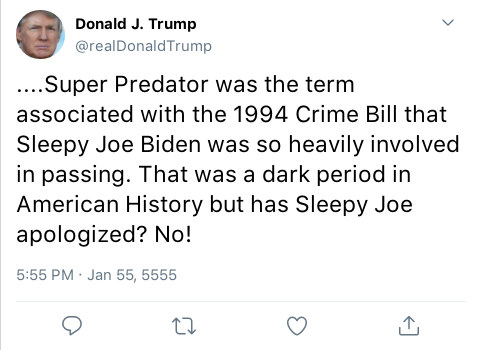 Donald J. Trump
@realDonaldTrump
....Super Predator was the term
associated with the 1994 Crime Bill that
Sleepy Joe Biden was so heavily involved
in passing. That was a dark period in
American History but has Sleepy Joe
apologized? No!
5:55 PM · Jan 55, 5555